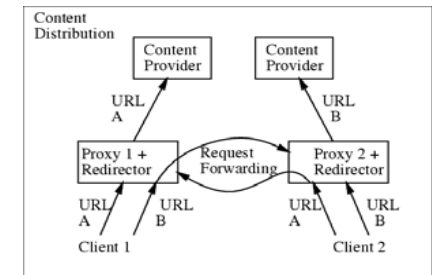 Content
Distribution
Content
Provider
Content
Provider
URL
A
URL
B
Proxy 1 +
Redirector
Request
Forwarding
Proxy 2 +
Redirector
URL
A
URL
B
URL
A
URL
B
Client 1
Client 2